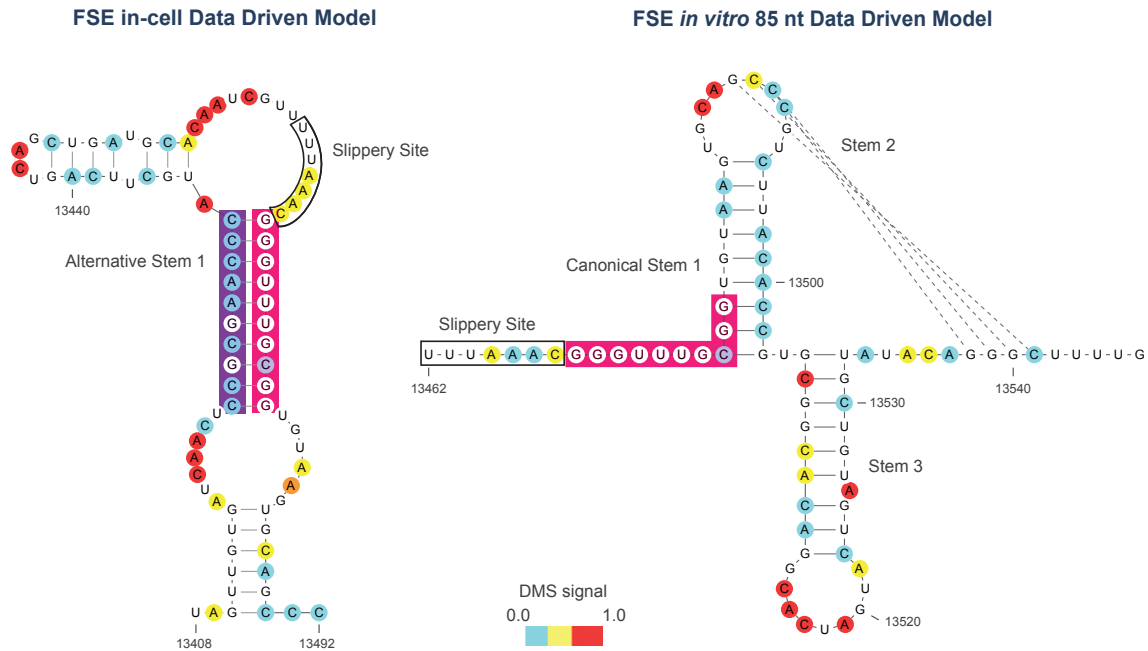 FSE in-cell Data Driven Model
FSE in vitro 85 nt Data Driven Model
A C A A U C G U U
A G C U G A U G C
C U G A C U U C G U A
13440
U U U A A A C
Slippery Site
Alternative Stem 1
C G
C G
C G
A U
A U
G U
C G
G C
C G
C G
U C A A C U A G U G U U G A U
U G U A A G U G C A G C C C
13408
13492
DMS signal
0.0
1.0
G C A G C C C G
Stem 2
U G A A U G U G G C
C U U A C A C C G
Canonical Stem 1
13500
Slippery Site
U U U A A A C G G G U U G C
13462
G U G U A U A C A G G G C U U U U G
13540
C G G C A C A G G C A C U A
G C U G U A G U C A U G
13530
Stem 3
13520